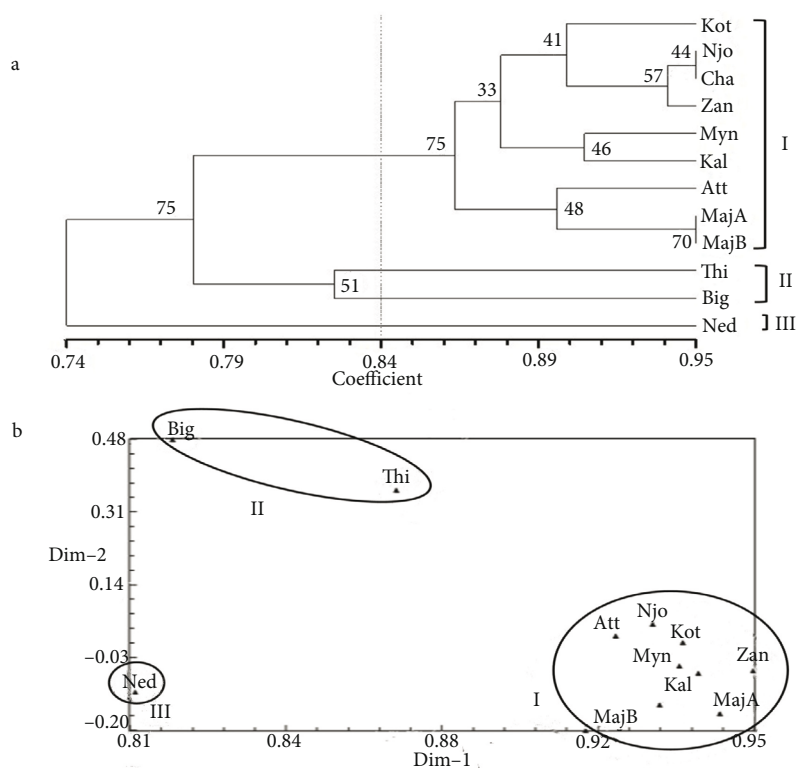 a
Kot
41
44 Njo
Cha
57
Zan
33
Myn
46
Kal
I
75
Att
48
MajA
70 MajB
75
Thi
51
II
Big
Ned
III
0.74 0.79 0.84 0.89 0.95
Coefficient
b
0.48
Big
Thi
0.31
II
Dim–2
0.14
Njo
Att
Kot
–0.03
Myn
Zan
Ned
Kal
III
I
MajA
MajB
–0.20
0.81 0.84 0.88 0.92 0.95
Dim–1